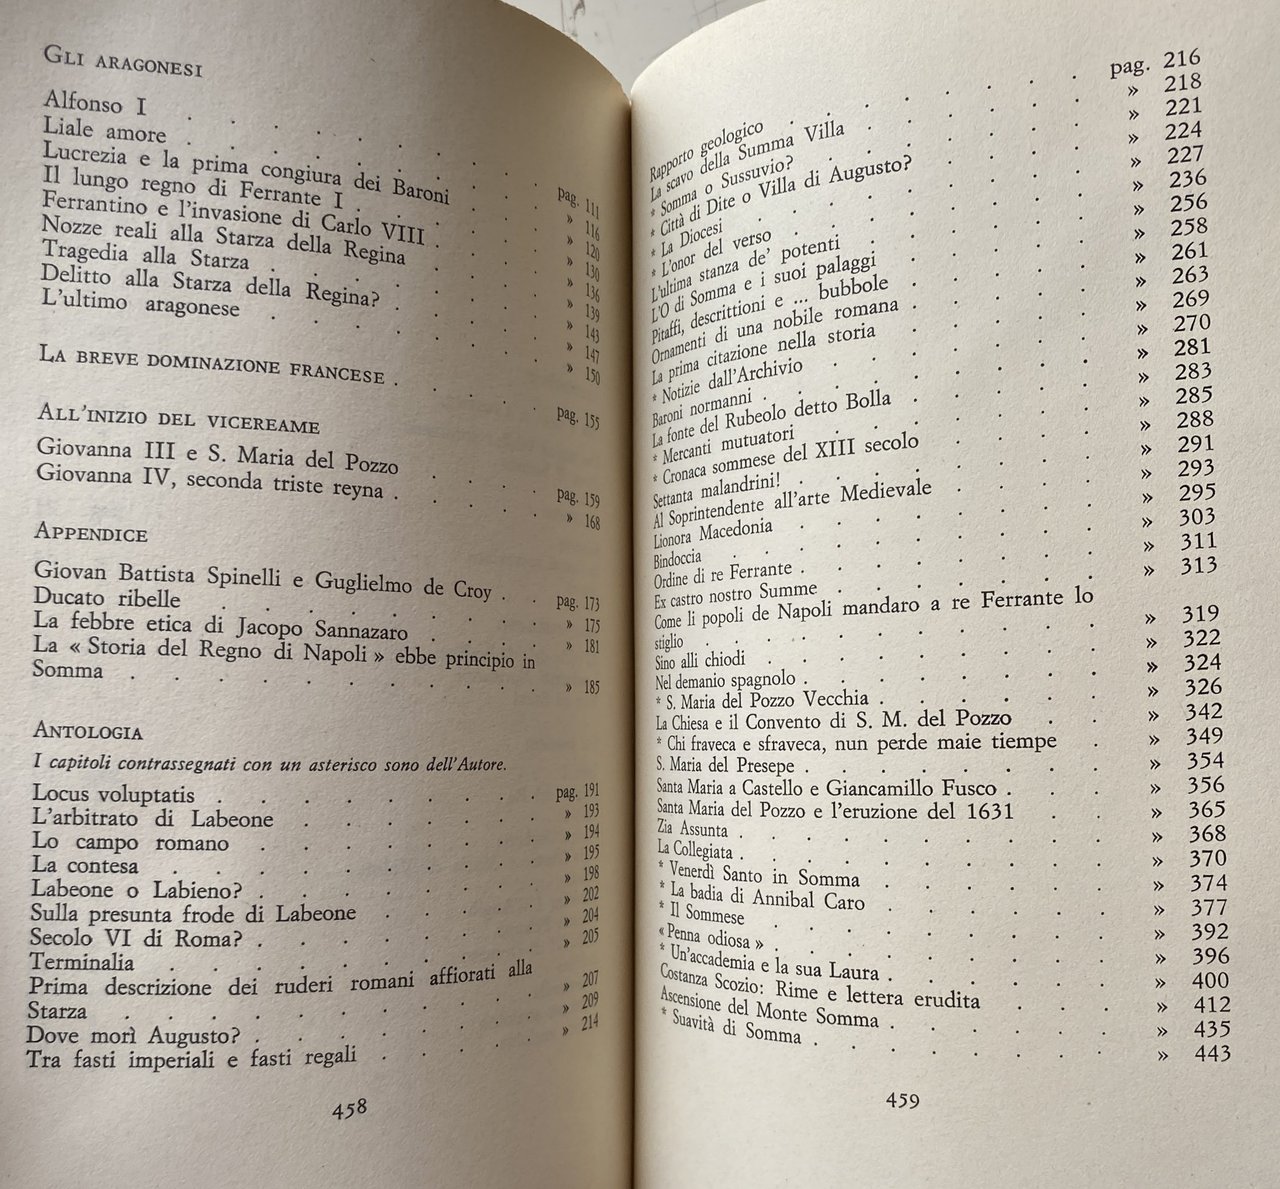 GLI ARAGONESI
Alfonso I . . . . . . . pag. 111
Liale amore . . . . . . . » 116
Lucrezia e la prima congiura dei Baroni . . » 120
Il lungo regno di Ferrante I . . . . » 130
Ferrantino e l'invasione di Carlo VIII . . . » 136
Nozze reali alla Starza della Regina . . . » 139
Tragedia alla Starza . . . . . . » 143
Delitto alla Starza della Regina? . . . . » 147
L'ultimo aragonese . . . . . . » 150
LA BREVE DOMINAZIONE FRANCESE . . . . pag. 155
ALL'INIZIO DEL VICEREAME
Giovanna III e S. Maria del Pozzo . . . . pag. 159
Giovanna IV, seconda triste reyna . . . . » 168
APPENDICE
Giovan Battista Spinelli e Guglielmo de Croy . . pag. 173
Ducato ribelle . . . . . . . . » 175
La febbre etica di Jacopo Sannazaro . . . . » 181
La « Storia del Regno di Napoli » ebbe principio in
Somma . . . . . . . . . . » 185
ANTOLOGIA
I capitoli contrassegnati con un asterisco sono dell'Autore.
Locus voluptatis . . . . . . . . pag. 191
L'arbitrato di Labeone . . . . . . » 193
Lo campo romano . . . . . . . . » 194
La contesa . . . . . . . . . » 195
Labeone o Labieno? . . . . . . . » 198
Sulla presunta frode di Labeone . . . . . » 202
Secolo VI di Roma? . . . . . . . » 204
Terminalia . . . . . . . . . » 205
Prima descrizione dei ruderi romani affiorati alla
Starza . . . . . . . . . . » 207
Dove morì Augusto? . . . . . . . » 209
Tra fasti imperiali e fasti regali . . . . . » 214
458
Rapporto geologico . . . . . . . pag. 216
La scavo della Summa Villa . . . . . . » 218
* Somma o Sussuvio? . . . . . . . » 221
* Città di Dite o Villa di Augusto? . . . . » 224
* La Diocesi . . . . . . . . » 227
* L'onor del verso . . . . . . . » 236
L'ultima stanza de' potenti . . . . . . » 256
L'O di Somma e i suoi palaggi . . . . . » 258
Pitaffi, descrittioni e ... bubbole . . . . » 261
Ornamenti di una nobile romana . . . . . » 263
La prima citazione nella storia . . . . . » 269
* Notizie dall'Archivio . . . . . . » 270
Baroni normanni . . . . . . . . » 281
La fonte del Rubeolo detto Bolla . . . . » 283
* Mercanti mutuatori . . . . . . . » 285
* Cronaca sommese del XIII secolo . . . . » 288
Settanta malandrini! . . . . . . . » 291
Al Soprintendente all'arte Medievale . . . . » 293
Lionora Macedonia . . . . . . . » 295
Bindoccia . . . . . . . . . » 303
Ordine di re Ferrante . . . . . . . » 311
Ex castro nostro Summe . . . . . . » 313
Come li popoli de Napoli mandaro a re Ferrante lo
stiglio . . . . . . . . . » 319
Sino alli chiodi . . . . . . . . » 322
Nel demanio spagnolo . . . . . . . » 324
* S. Maria del Pozzo Vecchia . . . . . » 326
La Chiesa e il Convento di S. M. del Pozzo . . » 342
* Chi fraveca e sfraveca, nun perde maie tiempe . » 349
S. Maria del Presepe . . . . . . . » 354
Santa Maria a Castello e Giancamillo Fusco . . . » 356
Santa Maria del Pozzo e l'eruzione del 1631 . . » 365
Zia Assunta . . . . . . . . . » 368
La Collegiata . . . . . . . . . » 370
* Venerdì Santo in Somma . . . . . . » 374
* La badia di Annibal Caro . . . . . . » 377
* Il Sommese . . . . . . . . . » 392
« Penna odiosa » . . . . . . . . » 396
* Un'accademia e la sua Laura . . . . . » 400
Costanza Scozio: Rime e lettera erudita . . . » 412
Ascensione del Monte Somma . . . . . . » 435
* Suavità di Somma . . . . . . . » 443
459